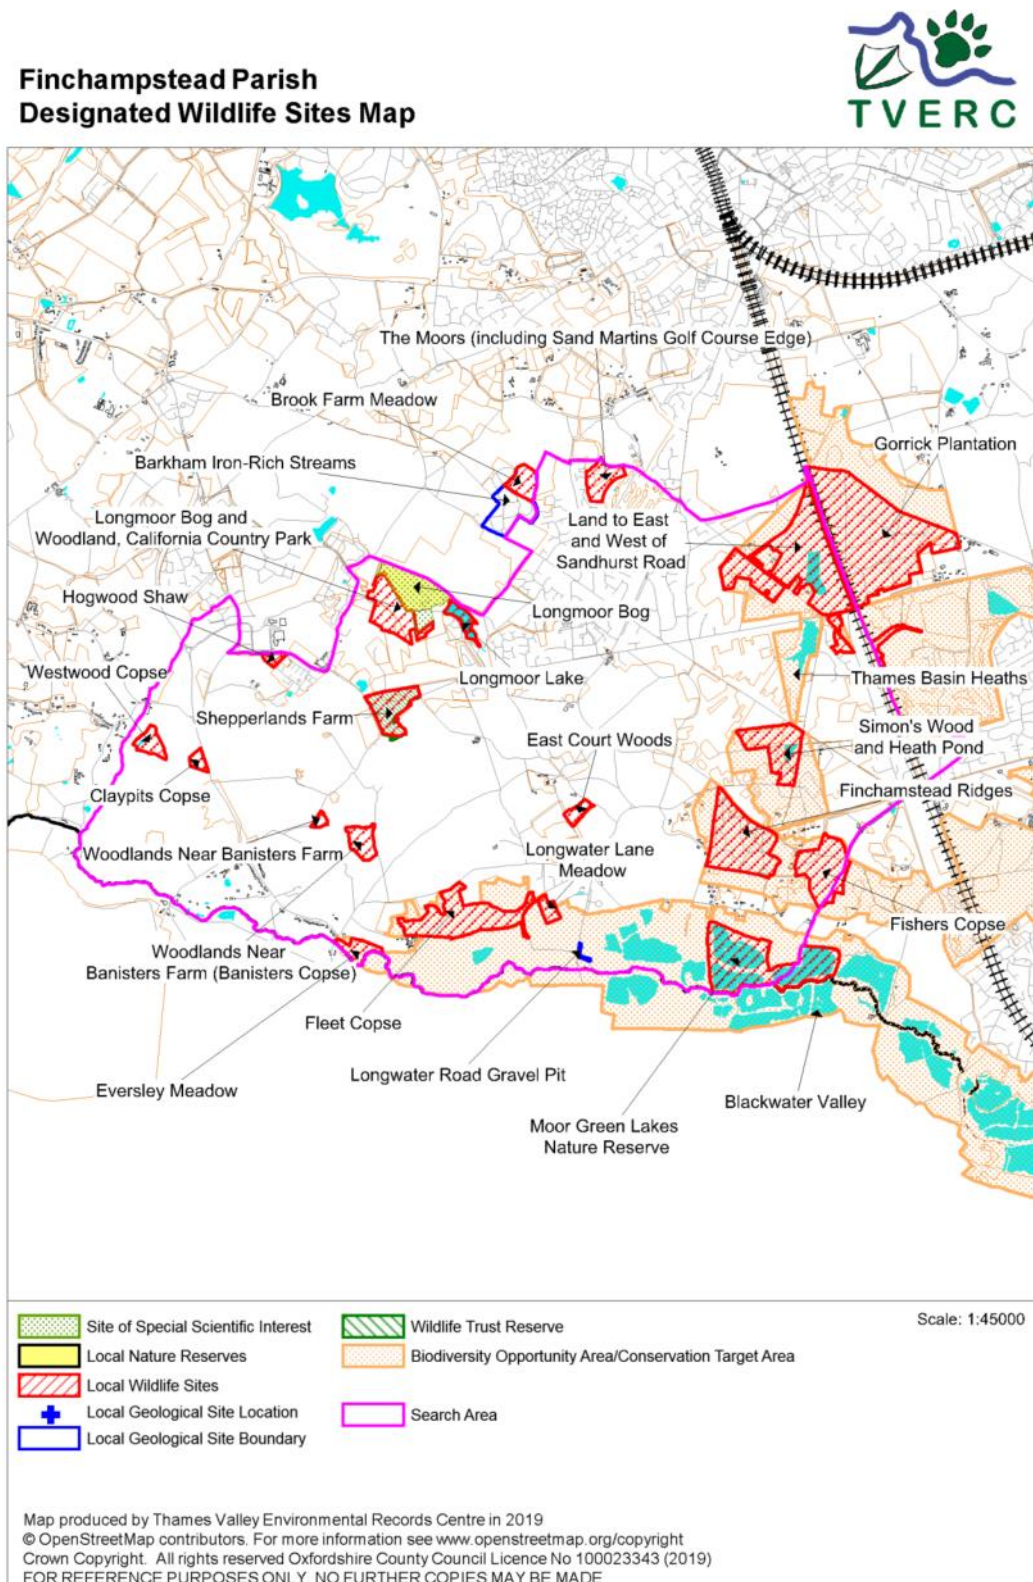 Finchampstead Parish
Designated Wildlife Sites Map
TVERC
The Moors (including Sand Martins Golf Course Edge)
Brook Farm Meadow
Gorrick Plantation
Barkham Iron-Rich Streams
Longmoor Bog and
Woodland, California Country Park
Land to East
and West of
Sandhurst Road
Hogwood Shaw
Longmoor Bog
Westwood Copse
Longmoor Lake
Thames Basin Heaths
Shepperlands Farm
East Court Woods
Simon's Wood
and Heath Pond
Claypits Copse
Finchamstead Ridges
Woodlands Near Banisters Farm
Longwater Lane
Meadow
Fishers Copse
Woodlands Near
Banisters Farm (Banisters Copse)
Fleet Copse
Longwater Road Gravel Pit
Eversley Meadow
Blackwater Valley
Moor Green Lakes
Nature Reserve
Scale: 1:45000
Site of Special Scientific Interest
Local Nature Reserves
Local Wildlife Sites
Local Geological Site Location
Local Geological Site Boundary
Wildlife Trust Reserve
Biodiversity Opportunity Area/Conservation Target Area
Search Area
Map produced by Thames Valley Environmental Records Centre in 2019
© OpenStreetMap contributors. For more information see www.openstreetmap.org/copyright
Crown Copyright. All rights reserved Oxfordshire County Council Licence No 100023343 (2019)
FOR REFERENCE PURPOSES ONLY. NO FURTHER COPIES MAY BE MADE